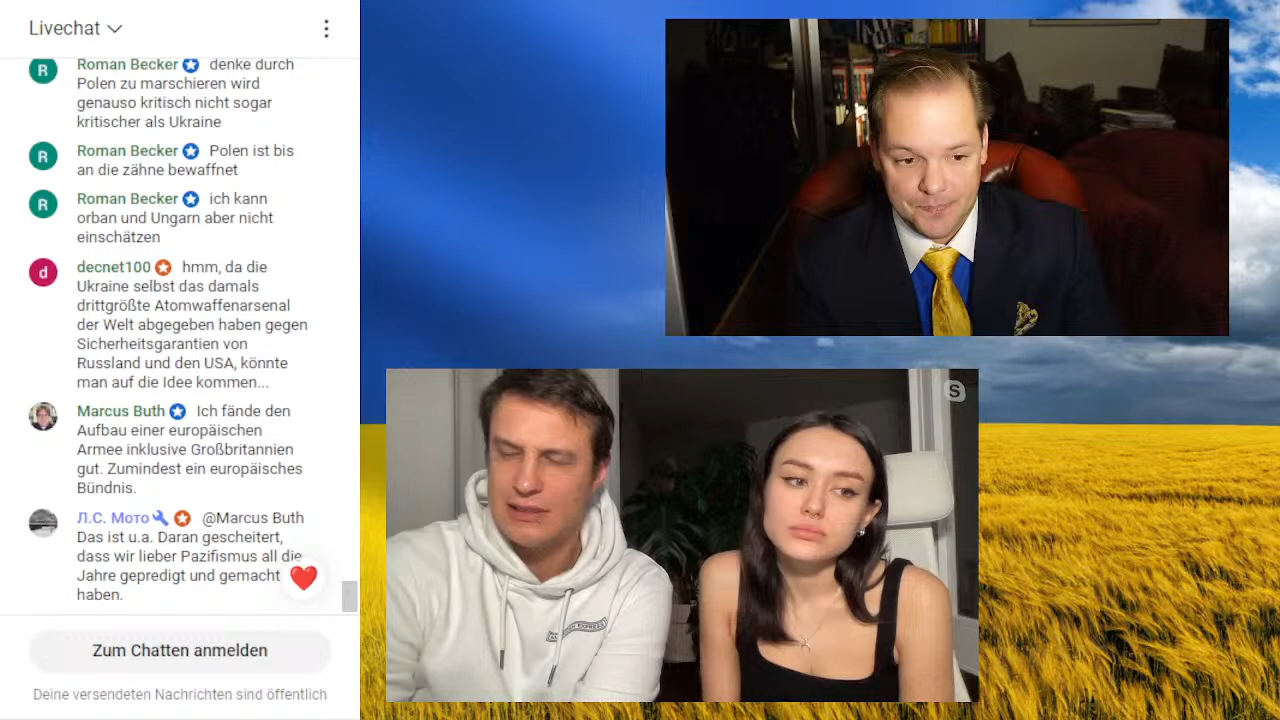 Livechat
Roman Becker denke durch
Polen zu marschieren wird
genauso kritisch nicht sogar
kritischer als Ukraine
Roman Becker Polen ist bis
an die zähne bewaffnet
Roman Becker ich kann
orban und Ungarn aber nicht
einschätzen
decnet100 hmm, da die
Ukraine selbst das damals
drittgrößte Atomwaffenarsenal
der Welt abgegeben haben gegen
Sicherheitsgarantien von
Russland und den USA, könnte
man auf die Idee kommen...
Marcus Buth Ich fände den
Aufbau einer europäischen
Armee inklusive Großbritannien
gut. Zumindest ein europäisches
Bündnis.
Л.С. Мото @Marcus Buth
Das ist u.a. Daran gescheitert,
dass wir lieber Pazifismus all die
Jahre gepredigt und gemacht
haben.
Zum Chatten anmelden
Deine versendeten Nachrichten sind öffentlich
R
R
R
d
S